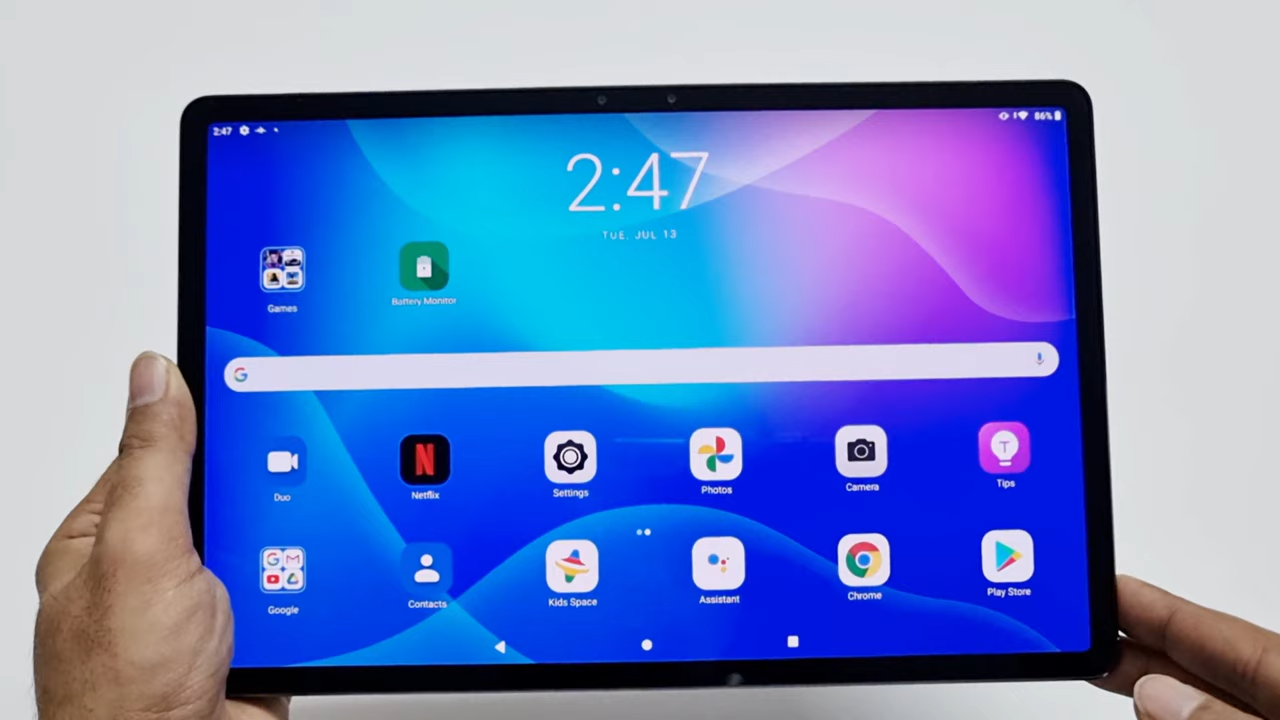 2:47
86%
2:47
TUE, JUL 13
Games
Battery Monitor
G
Duo
N
Netflix
Settings
Photos
Camera
T
Tips
G M
Google
Contacts
Kids Space
Assistant
Chrome
Play Store